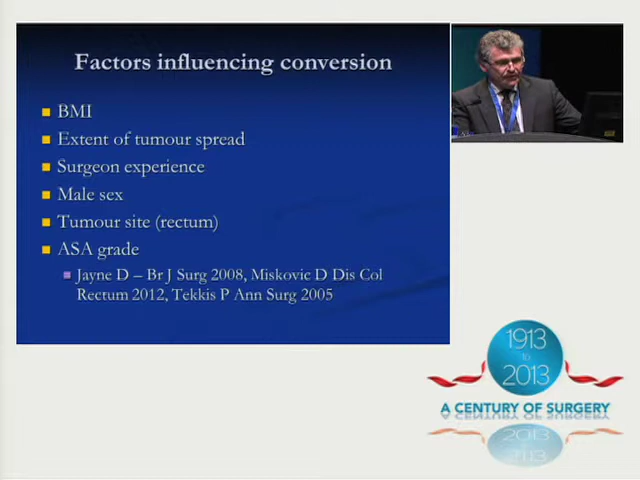 Factors influencing conversion
BMI
Extent of tumour spread
Surgeon experience
Male sex
Tumour site (rectum)
ASA grade
Jayne D – Br J Surg 2008, Miskovic D Dis Col
Rectum 2012, Tekkis P Ann Surg 2005
1913
to
2013
A CENTURY OF SURGERY